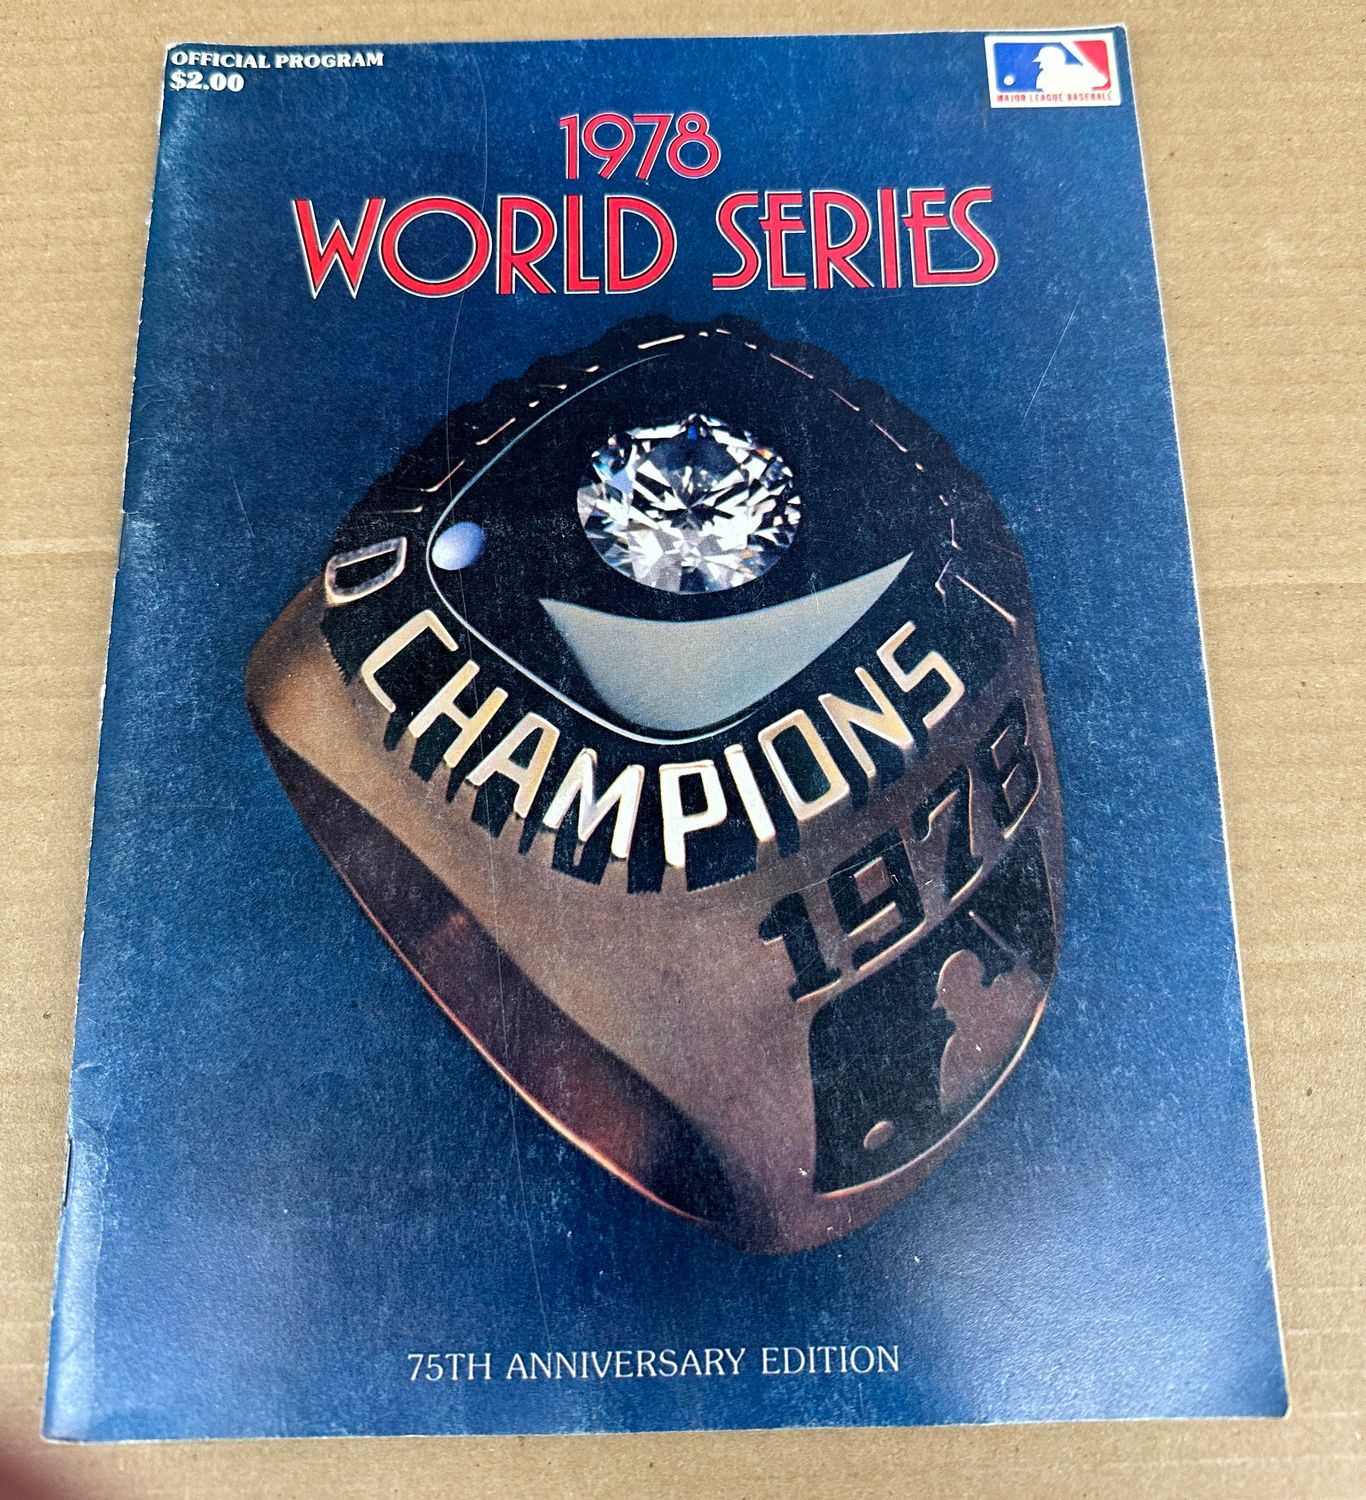 OFFICIAL PROGRAM
$2.00
MAJOR LEAGUE BASEBALL
1978
WORLD SERIES
D CHAMPIONS
1978
75TH ANNIVERSARY EDITION